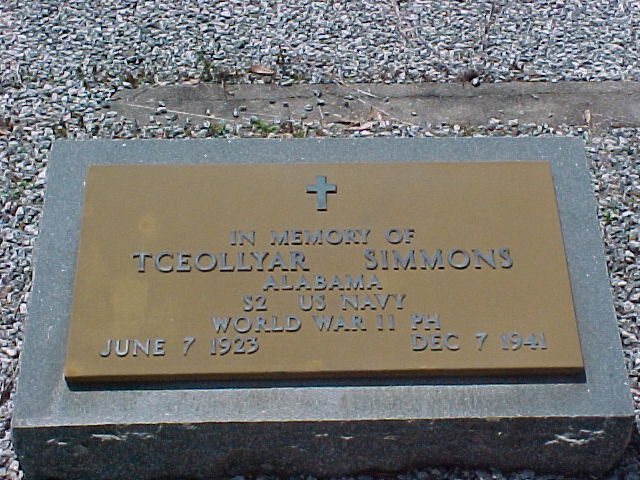 IN MEMORY OF
TCEOLLYAR SIMMONS
ALABAMA
S2 US NAVY
WORLD WAR II PH
JUNE 7 1923 DEC 7 1941